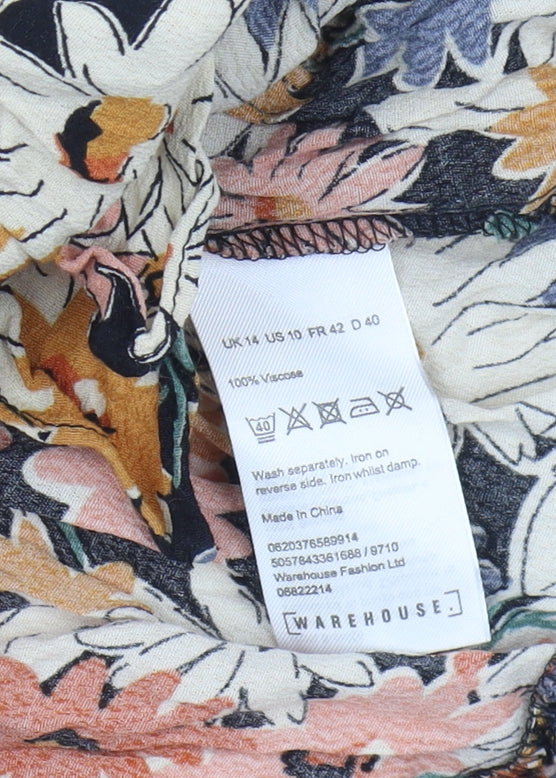 UK 14 US 10 FR 42 D 40
100% Viscose
40
Wash separately. Iron on
reverse side. Iron whilst damp.
Made in China
0620376589914
5057843361688 / 9710
Warehouse Fashion Ltd
06822214
WAREHOUSE.